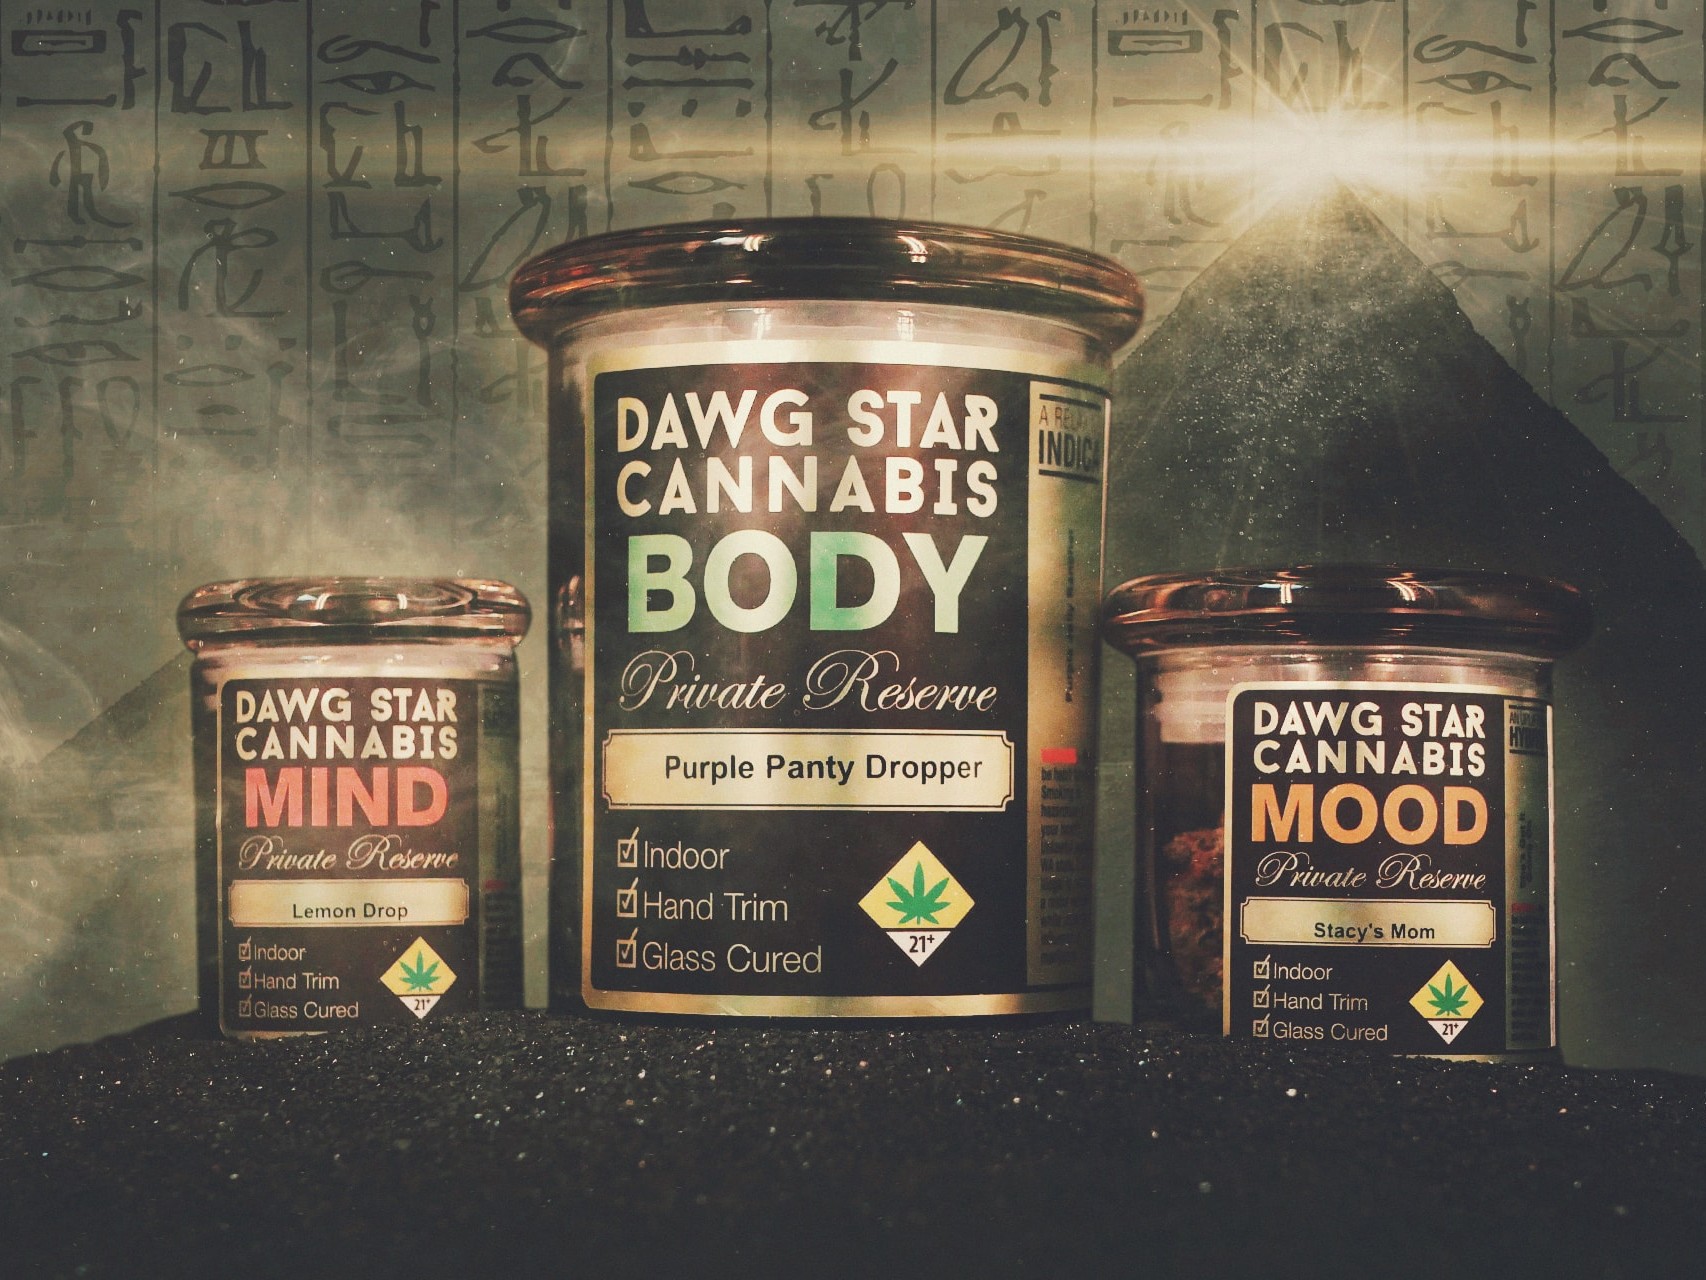 DAWG STAR
CANNABIS
MIND
Private Reserve
Lemon Drop
Indoor
Hand Trim
Glass Cured
21+
DAWG STAR
CANNABIS
BODY
Private Reserve
Purple Panty Dropper
Indoor
Hand Trim
Glass Cured
21+
INDICA
DAWG STAR
CANNABIS
MOOD
Private Reserve
Stacy's Mom
Indoor
Hand Trim
Glass Cured
21+